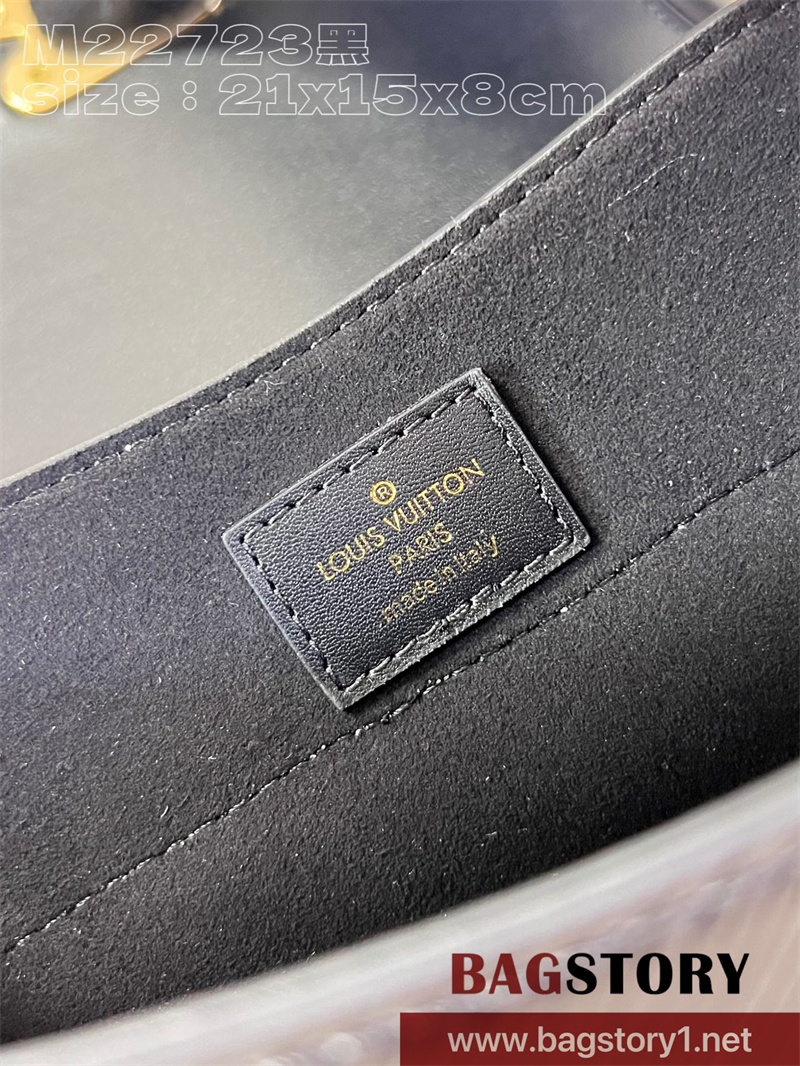 M22723黑
size：21x15x8cm
®
LOUIS VUITTON
PARIS
made in italy
BAGSTORY
www.bagstory1.net